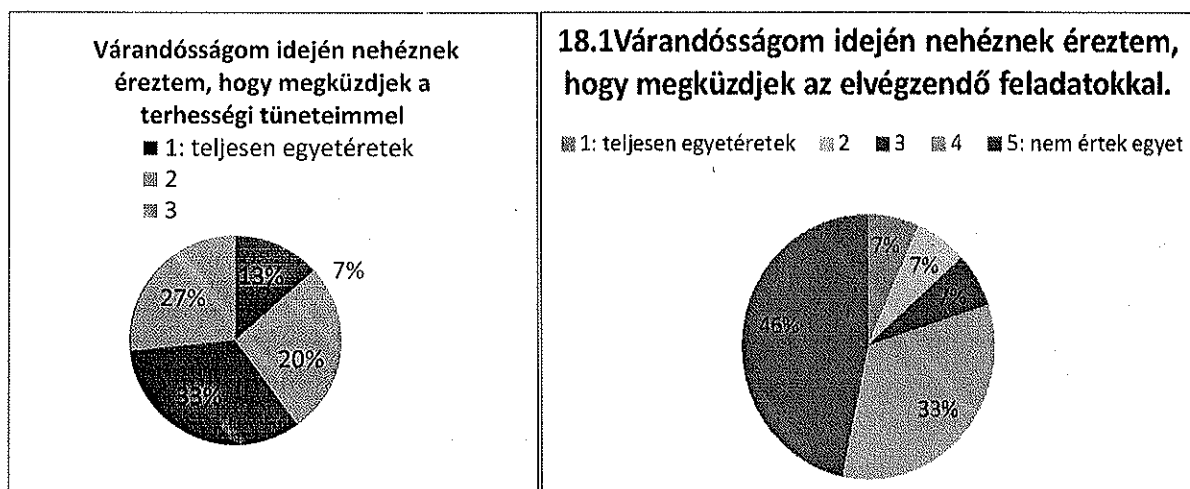 Várandósságom idején nehéznek
éreztem, hogy megküzdjek a
terhességi tüneteimmel
1: teljesen egyetéretek
2
3
13%
7%
20%
33%
27%
18.1Várandósságom idején nehéznek éreztem,
hogy megküzdjek az elvégzendő feladatokkal.
1: teljesen egyetéretek 2 3 4 5: nem értek egyet
7%
7%
7%
33%
46%